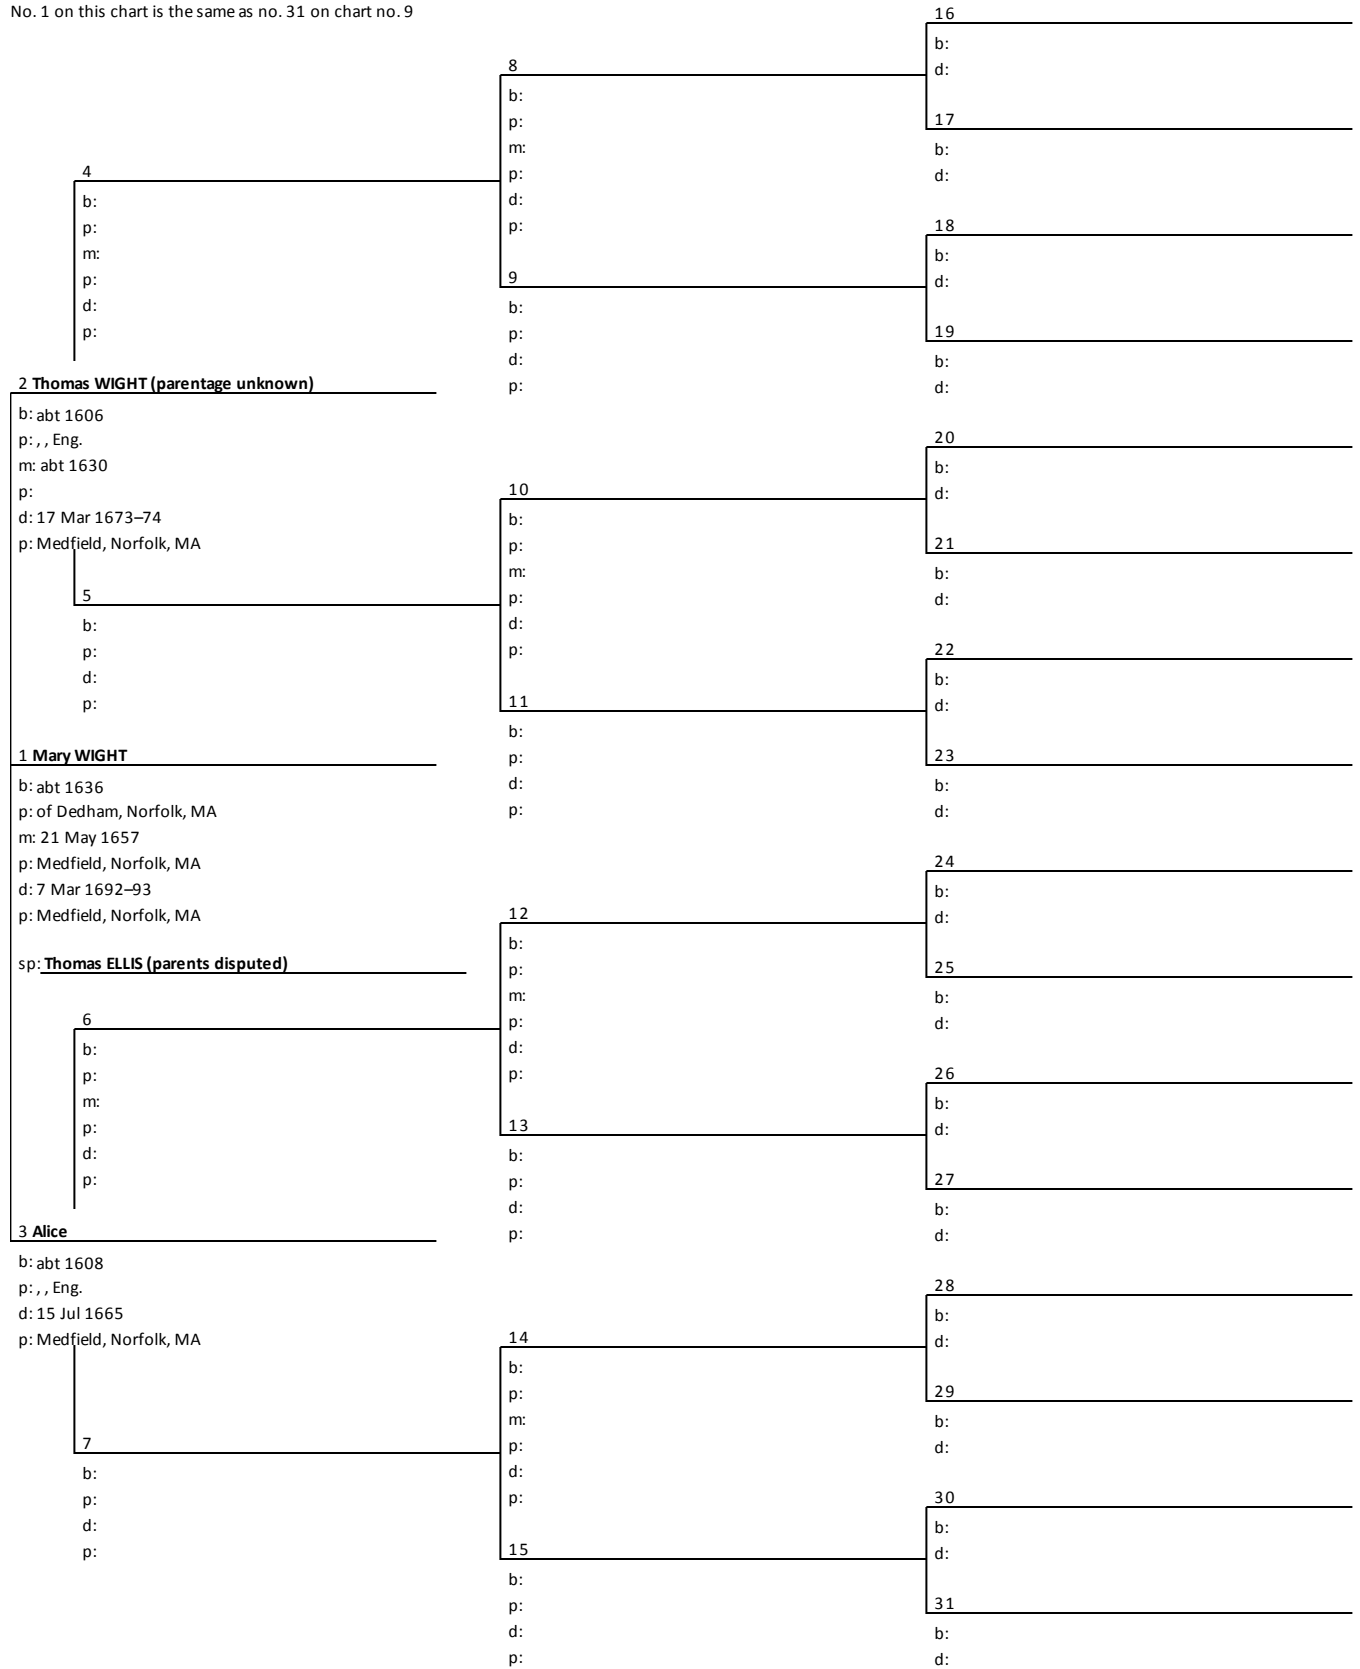 No. 1 on this chart is the same as no. 31 on chart no. 9
2 Thomas WIGHT (parentage unknown)
b: abt 1606
p: , , Eng.
m: abt 1630
p:
d: 17 Mar 1673–74
p: Medfield, Norfolk, MA
1 Mary WIGHT
b: abt 1636
p: of Dedham, Norfolk, MA
m: 21 May 1657
p: Medfield, Norfolk, MA
d: 7 Mar 1692–93
p: Medfield, Norfolk, MA
sp: Thomas ELLIS (parents disputed)
3 Alice
b: abt 1608
p: , , Eng.
d: 15 Jul 1665
p: Medfield, Norfolk, MA
4
b:
p:
m:
p:
d:
p:
5
b:
p:
d:
p:
6
b:
p:
m:
p:
d:
p:
7
b:
p:
d:
p:
8
b:
p:
m:
p:
d:
p:
9
b:
p:
d:
p:
10
b:
p:
m:
p:
d:
p:
11
b:
p:
d:
p:
12
b:
p:
m:
p:
d:
p:
13
b:
p:
d:
p:
14
b:
p:
m:
p:
d:
p:
15
b:
p:
d:
p:
16
b:
d:
17
b:
d:
18
b:
d:
19
b:
d:
20
b:
d:
21
b:
d:
22
b:
d:
23
b:
d:
24
b:
d:
25
b:
d:
26
b:
d:
27
b:
d:
28
b:
d:
29
b:
d:
30
b:
d:
31
b:
d: